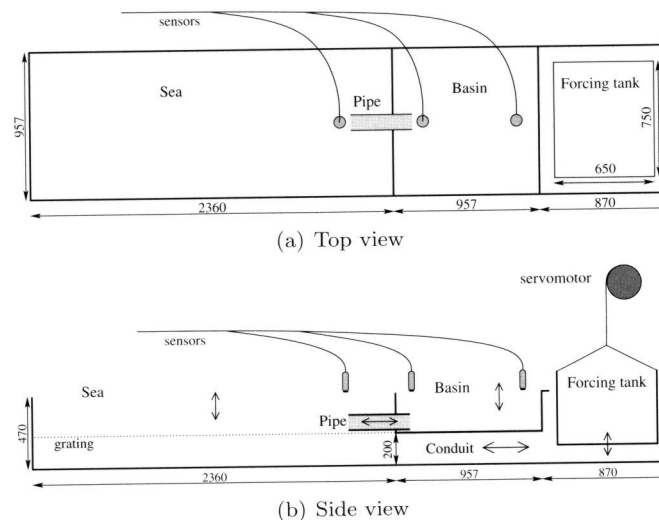 sensors
Sea
Pipe
Basin
Forcing tank
957
750
650
2360
957
870
(a) Top view
servomotor
sensors
Sea
Basin
Forcing tank
Pipe
470
grating
200
Conduit
2360
957
870
(b) Side view